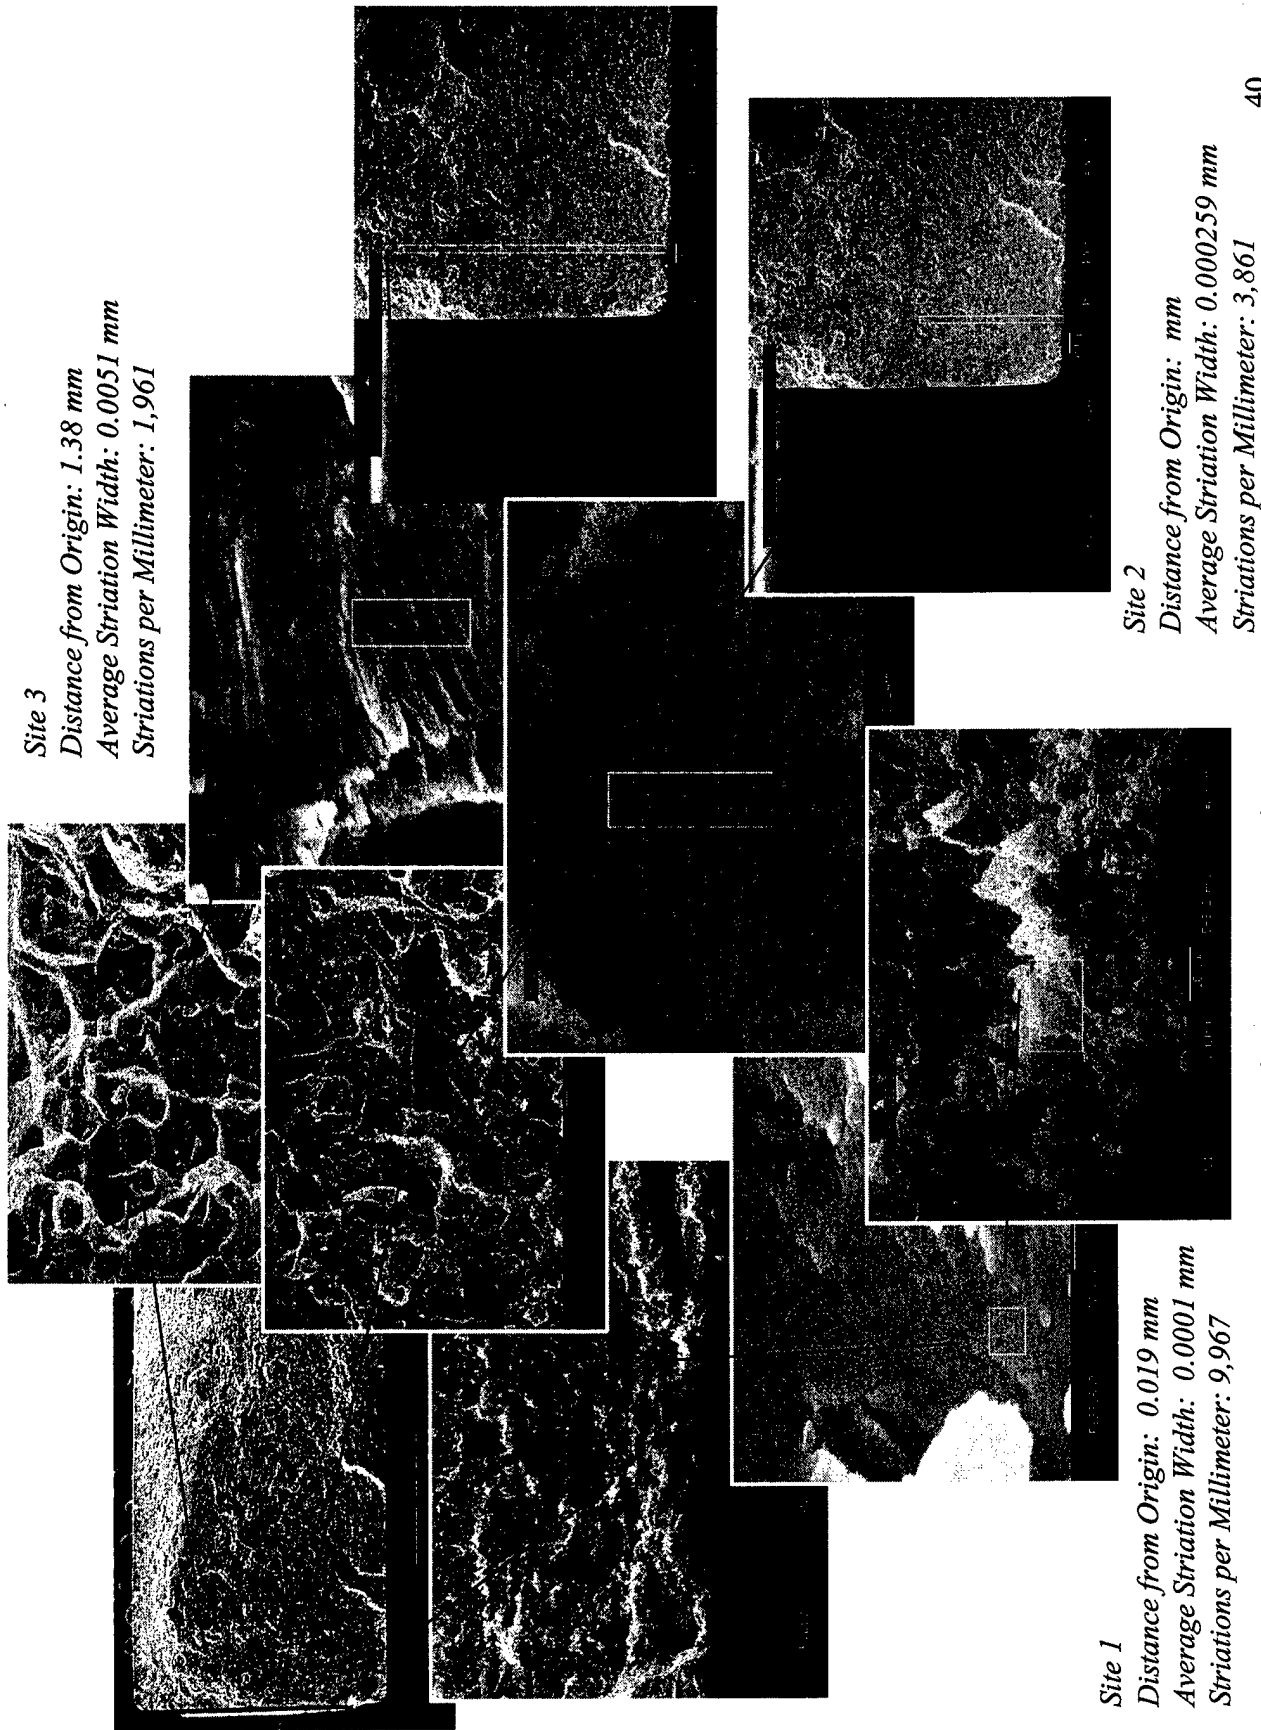 Site 3
Distance from Origin: 1.38 mm
Average Striation Width: 0.0051 mm
Striations per Millimeter: 1,961
Site 2
Distance from Origin: mm
Average Striation Width: 0.000259 mm
Striations per Millimeter: 3,861
Site 1
Distance from Origin: 0.019 mm
Average Striation Width: 0.0001 mm
Striations per Millimeter: 9,967
40